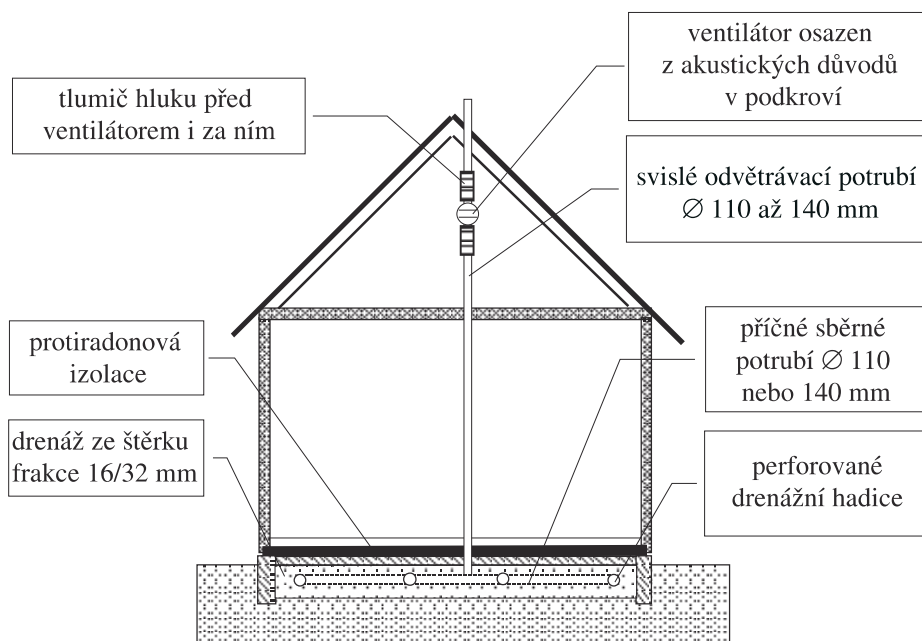 ventilátor osazen
z akustických důvodů
v podkroví
tlumič hluku před
ventilátorem i za ním
svislé odvětrávací potrubí
∅ 110 až 140 mm
protiradonová
izolace
příčné sběrné
potrubí ∅ 110
nebo 140 mm
drenáž ze štěrku
frakce 16/32 mm
perforované
drenážní hadice